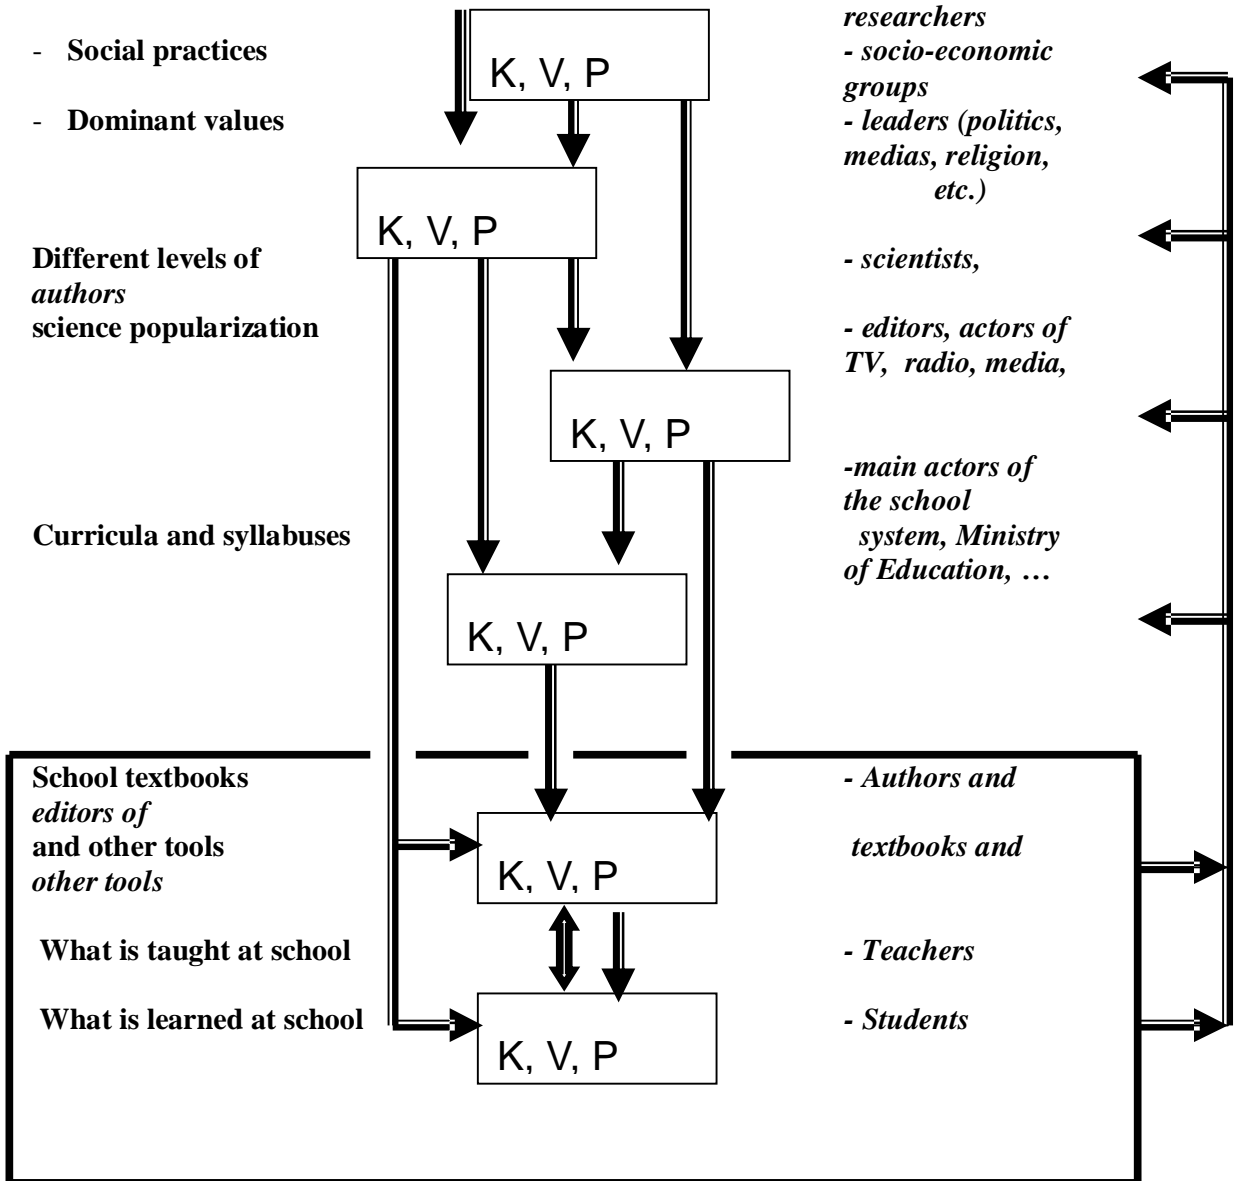 researchers
- Social practices
- socio-economic
K, V, P
groups
- Dominant values
- leaders (politics,
medias, religion,
etc.)
K, V, P
Different levels of
- scientists,
authors
science popularization
- editors, actors of
TV, radio, media,
K, V, P
-main actors of
the school
Curricula and syllabuses
system, Ministry
of Education, ...
K, V, P
School textbooks
- Authors and
editors of
and other tools
textbooks and
K, V, P
other tools
What is taught at school
- Teachers
What is learned at school
- Students
K, V, P